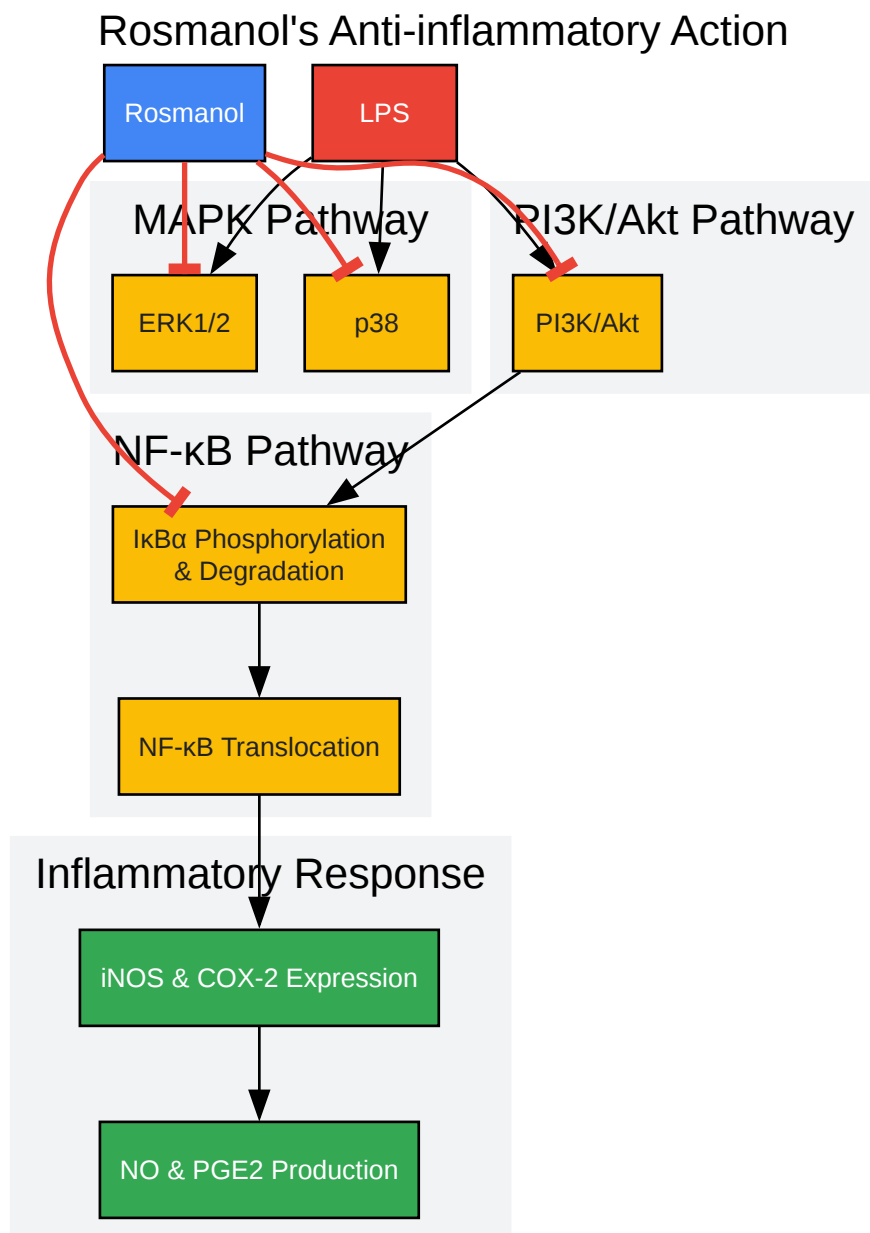 Rosmanol's Anti-inflammatory Action
Rosmanol
LPS
MAPK Pathway
PI3K/Akt Pathway
ERK1/2
p38
PI3K/Akt
NF-κB Pathway
IκBα Phosphorylation
& Degradation
NF-κB Translocation
Inflammatory Response
iNOS & COX-2 Expression
NO & PGE2 Production